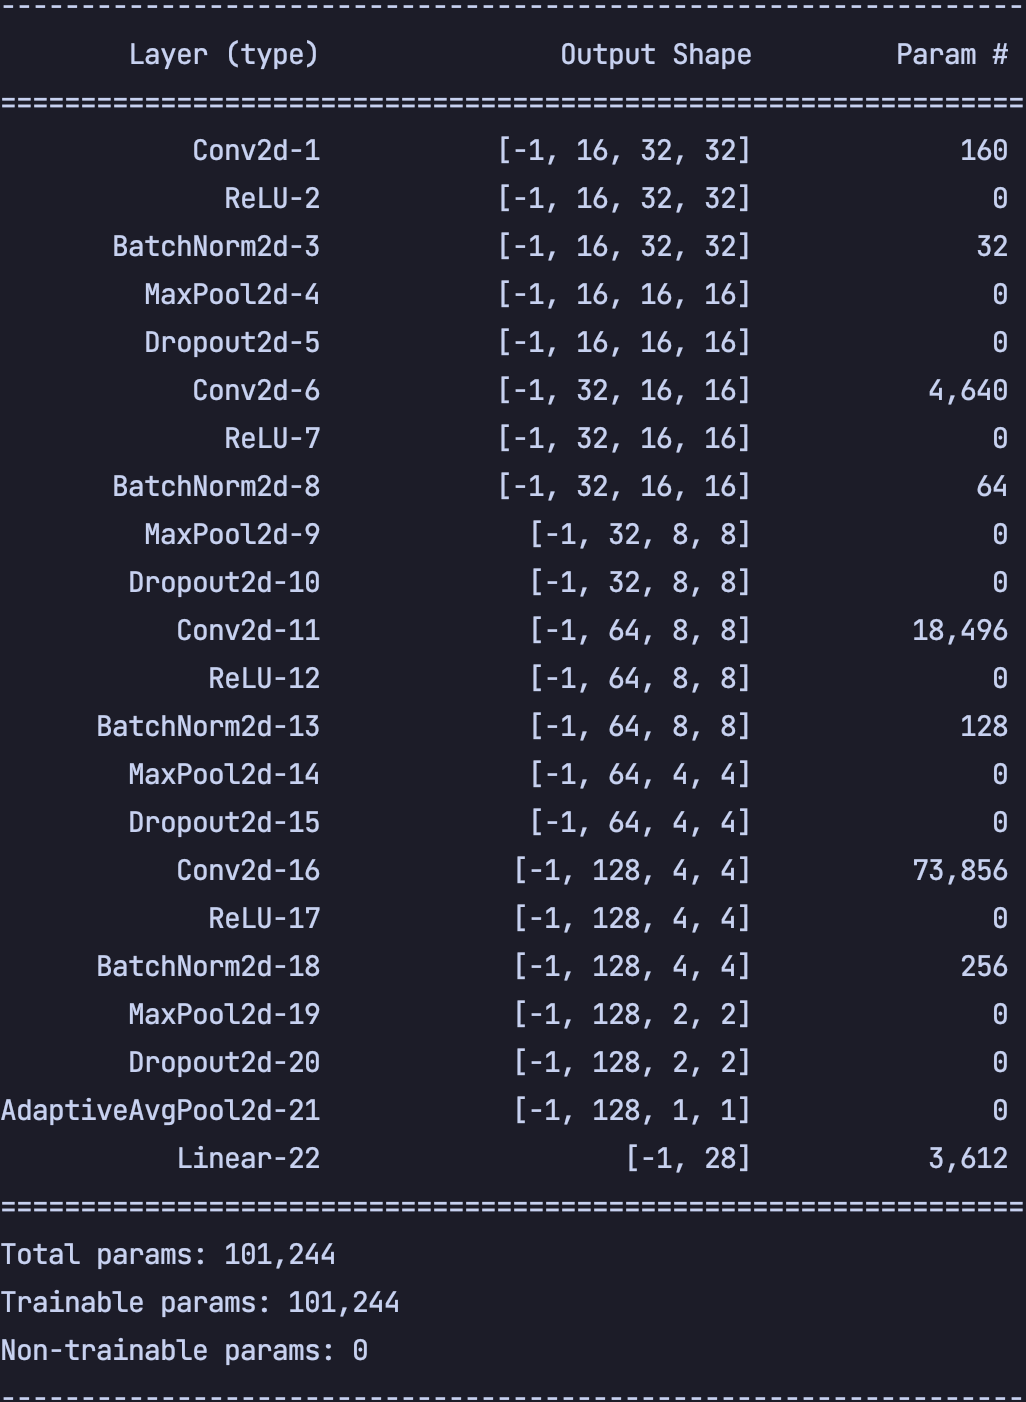 ----------------------------------------------------------------
        Layer (type)               Output Shape         Param #
================================================================
            Conv2d-1           [-1, 16, 32, 32]             160
              ReLU-2           [-1, 16, 32, 32]               0
       BatchNorm2d-3           [-1, 16, 32, 32]              32
         MaxPool2d-4           [-1, 16, 16, 16]               0
         Dropout2d-5           [-1, 16, 16, 16]               0
            Conv2d-6           [-1, 32, 16, 16]           4,640
              ReLU-7           [-1, 32, 16, 16]               0
       BatchNorm2d-8           [-1, 32, 16, 16]              64
         MaxPool2d-9             [-1, 32, 8, 8]               0
        Dropout2d-10             [-1, 32, 8, 8]               0
           Conv2d-11             [-1, 64, 8, 8]          18,496
             ReLU-12             [-1, 64, 8, 8]               0
      BatchNorm2d-13             [-1, 64, 8, 8]             128
        MaxPool2d-14             [-1, 64, 4, 4]               0
        Dropout2d-15             [-1, 64, 4, 4]               0
           Conv2d-16            [-1, 128, 4, 4]          73,856
             ReLU-17            [-1, 128, 4, 4]               0
      BatchNorm2d-18            [-1, 128, 4, 4]             256
        MaxPool2d-19            [-1, 128, 2, 2]               0
        Dropout2d-20            [-1, 128, 2, 2]               0
AdaptiveAvgPool2d-21            [-1, 128, 1, 1]               0
           Linear-22                   [-1, 28]           3,612
================================================================
Total params: 101,244
Trainable params: 101,244
Non-trainable params: 0
----------------------------------------------------------------